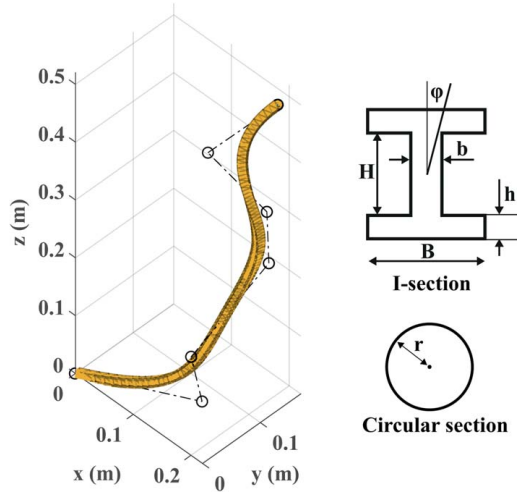 0.5
0.4
0.3
0.2
0.1
0
z (m)
0
0.1
0.2
x (m)
0
0.1
y (m)
φ
H
b
h
B
I-section
r
Circular section